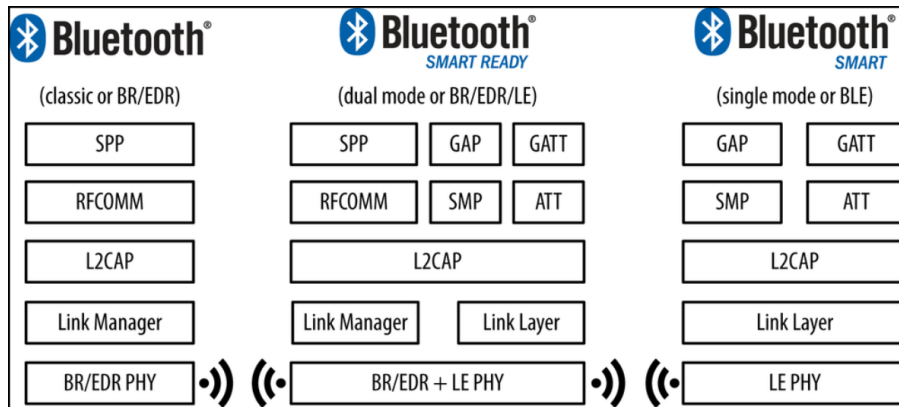 Bluetooth®
Bluetooth®
SMART READY
Bluetooth®
SMART
(classic or BR/EDR)
(dual mode or BR/EDR/LE)
(single mode or BLE)
SPP
SPP
GAP
GATT
GAP
GATT
RFCOMM
RFCOMM
SMP
ATT
SMP
ATT
L2CAP
L2CAP
L2CAP
Link Manager
Link Manager
Link Layer
Link Layer
BR/EDR PHY
BR/EDR + LE PHY
LE PHY